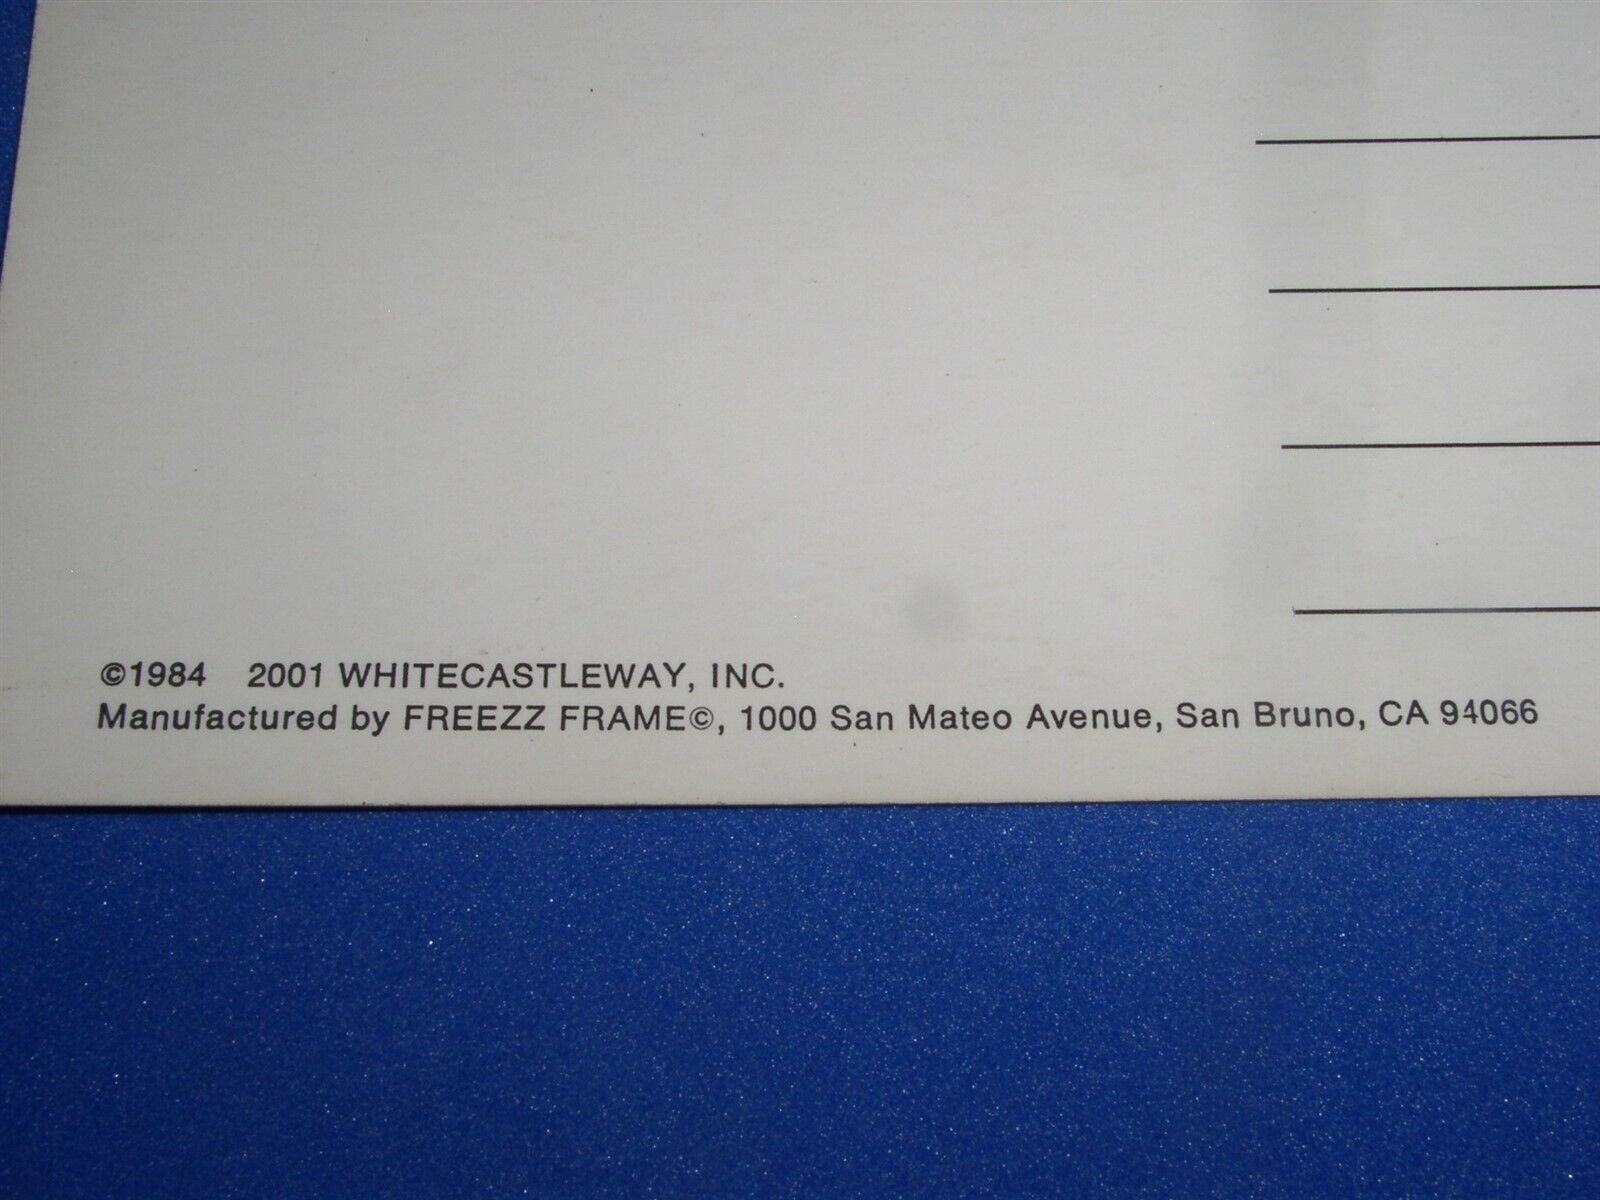 ©1984 2001 WHITECASTLEWAY, INC.
Manufactured by FREEZZ FRAME©, 1000 San Mateo Avenue, San Bruno, CA 94066